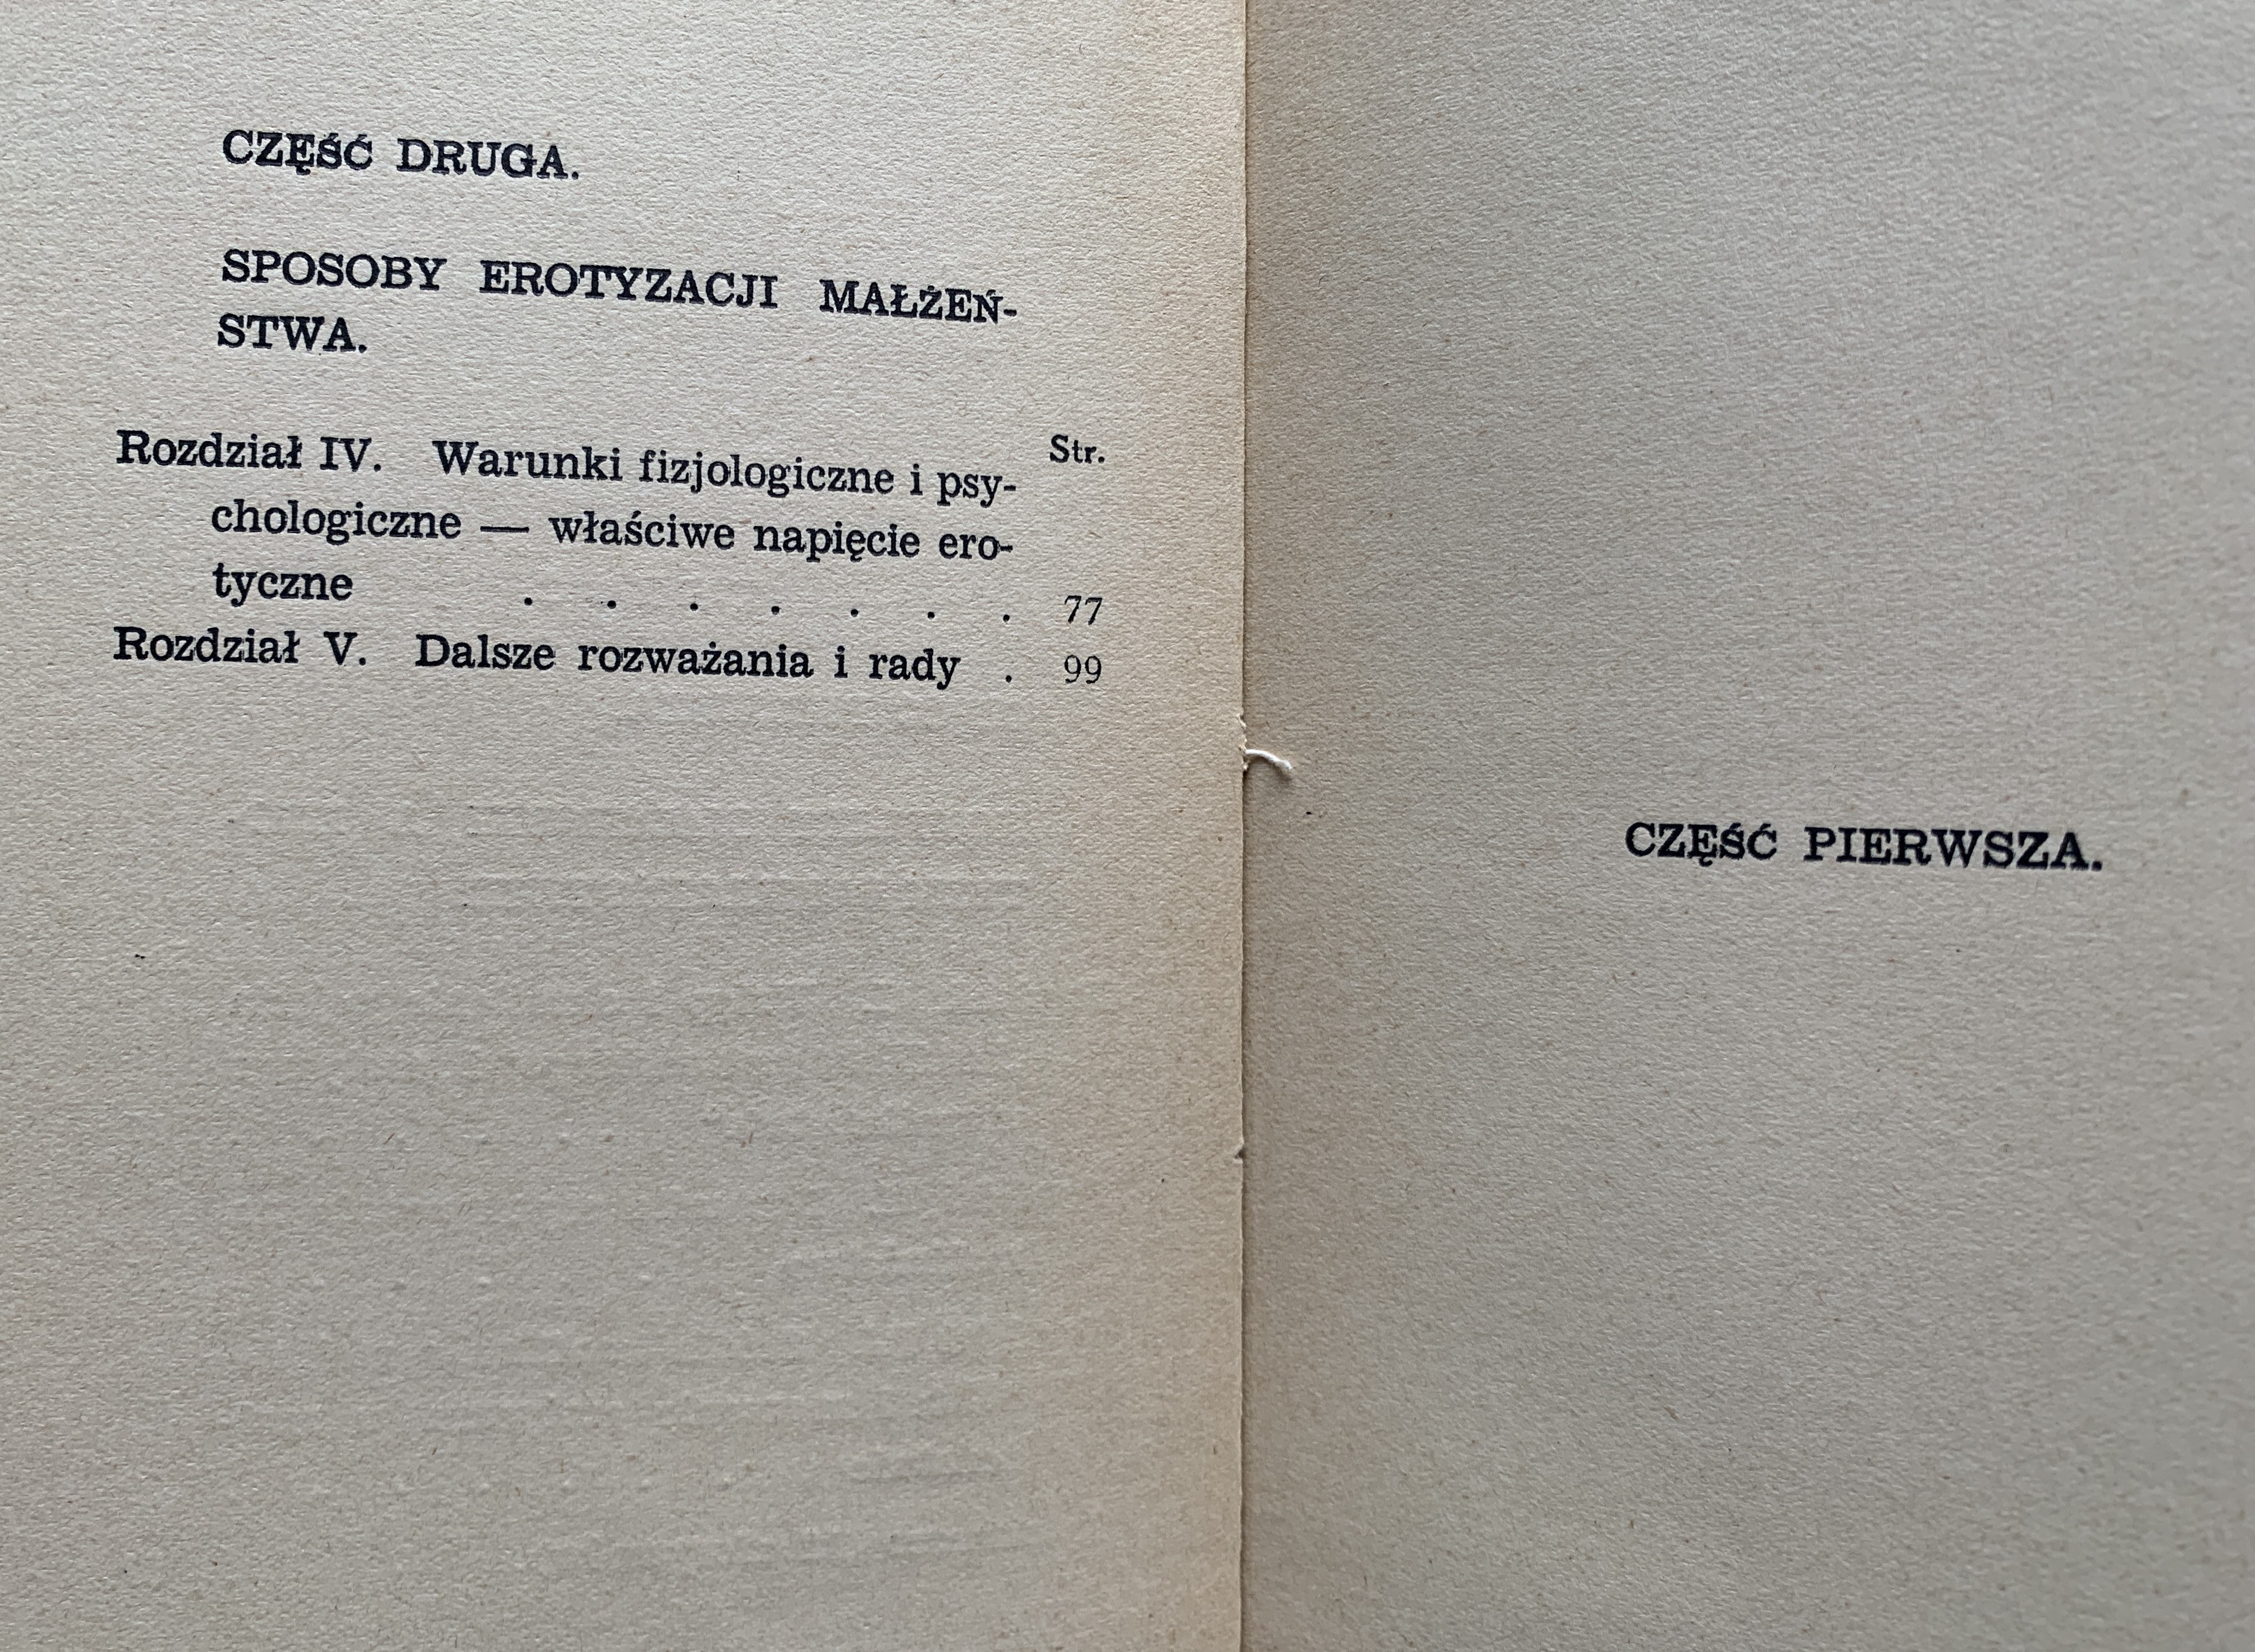 CZĘŚĆ DRUGA.
SPOSOBY EROTYZACJI MAŁŻEŃ-
STWA.
Str.
Rozdział IV. Warunki fizjologiczne i psy-
chologiczne — właściwe napięcie ero-
tyczne . . . . . . . 77
Rozdział V. Dalsze rozważania i rady . 99
CZĘŚĆ PIERWSZA.